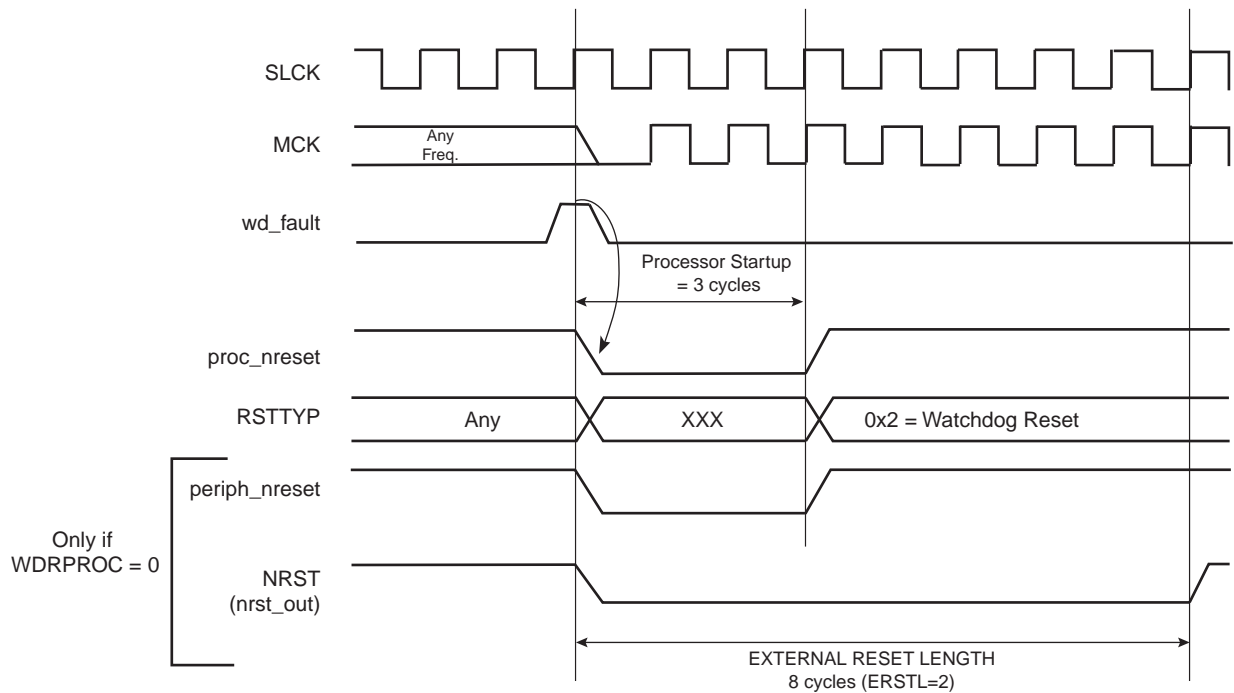 SLCK
MCK
Any
Freq.
wd_fault
Processor Startup
= 3 cycles
proc_nreset
RSTTYP
Any
XXX
0x2 = Watchdog Reset
periph_nreset
Only if
WDRPROC = 0
NRST
(nrst_out)
EXTERNAL RESET LENGTH
8 cycles (ERSTL=2)